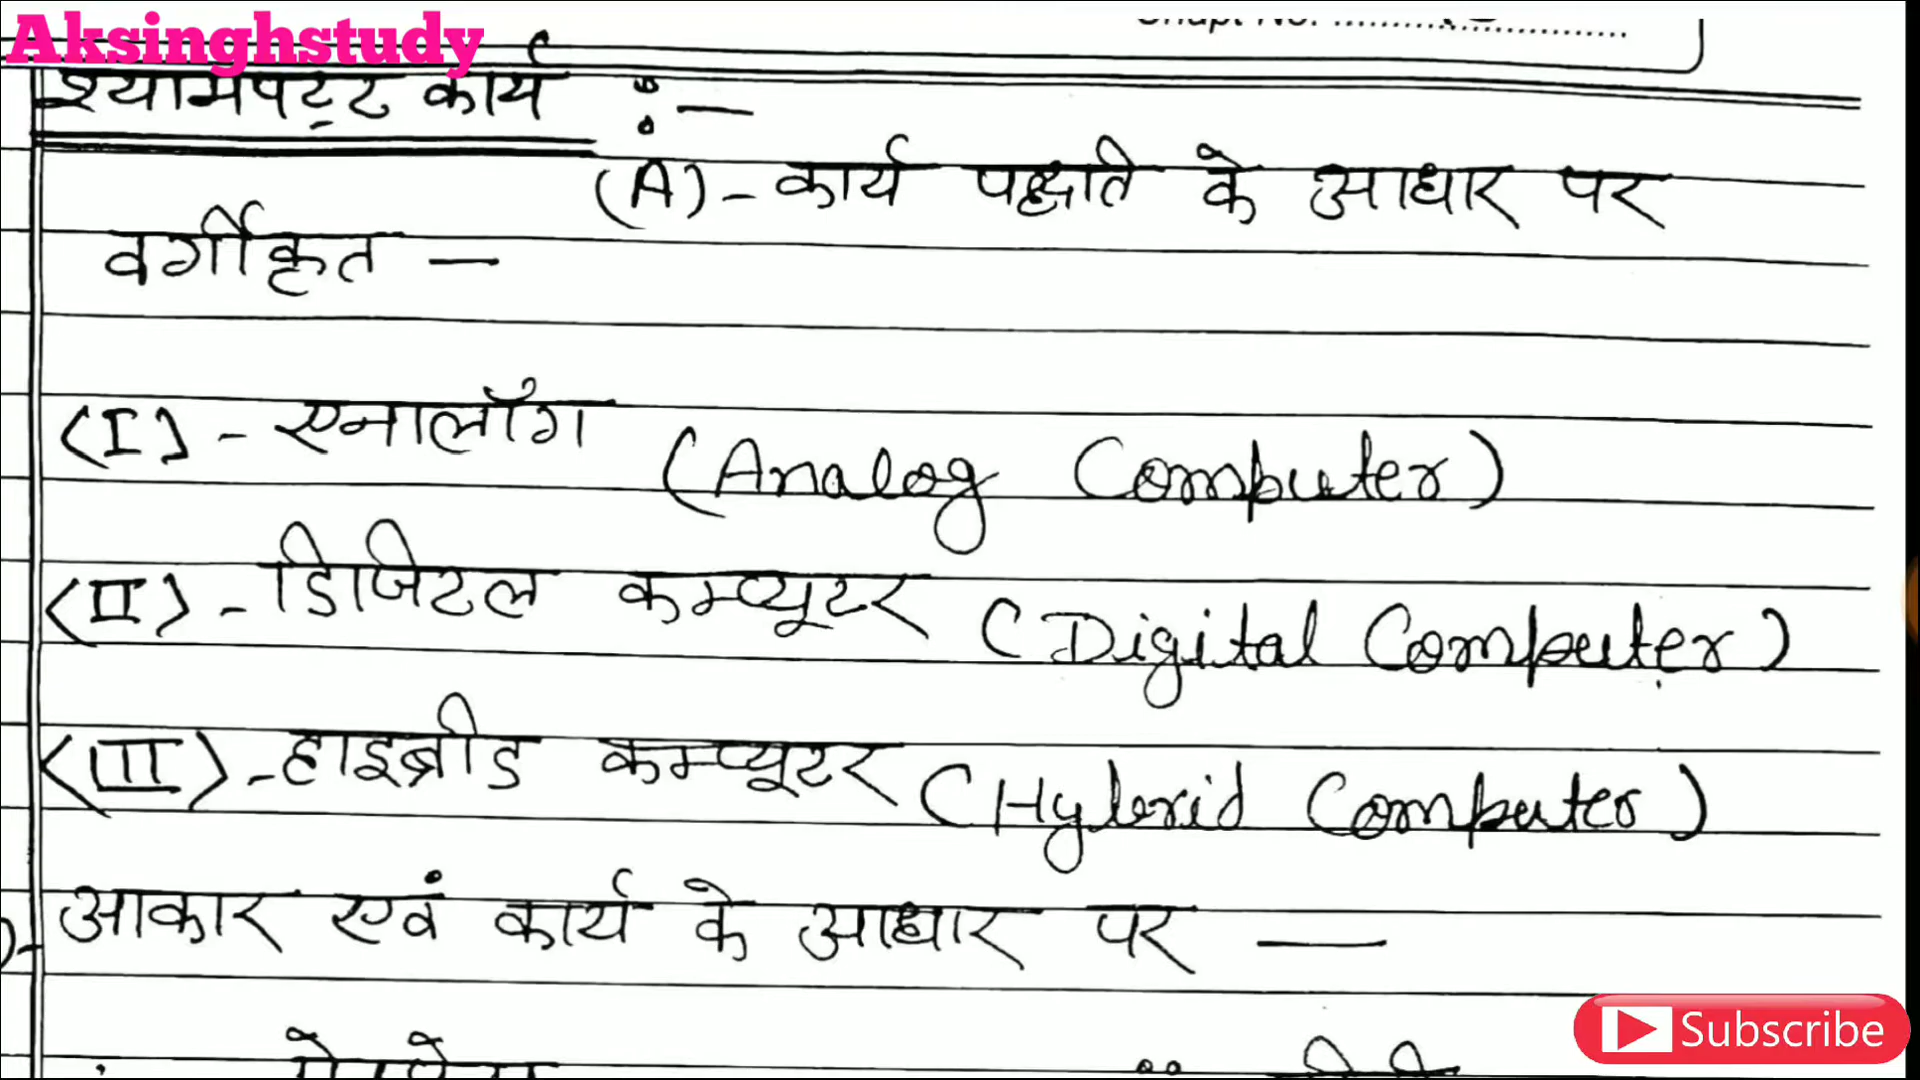 Aksinghstudy
श्यामपट्ट कार्य :-
(A)- कार्य पद्धति के आधार पर
वर्गीकृत -
(I)- एनालॉग (Analog Computer)
(II)- डिजिटल कम्प्यूटर (Digital Computer)
(III)- हाइब्रीड कम्प्यूटर (Hybrid Computer)
आकार एवं कार्य के आधार पर —
Subscribe